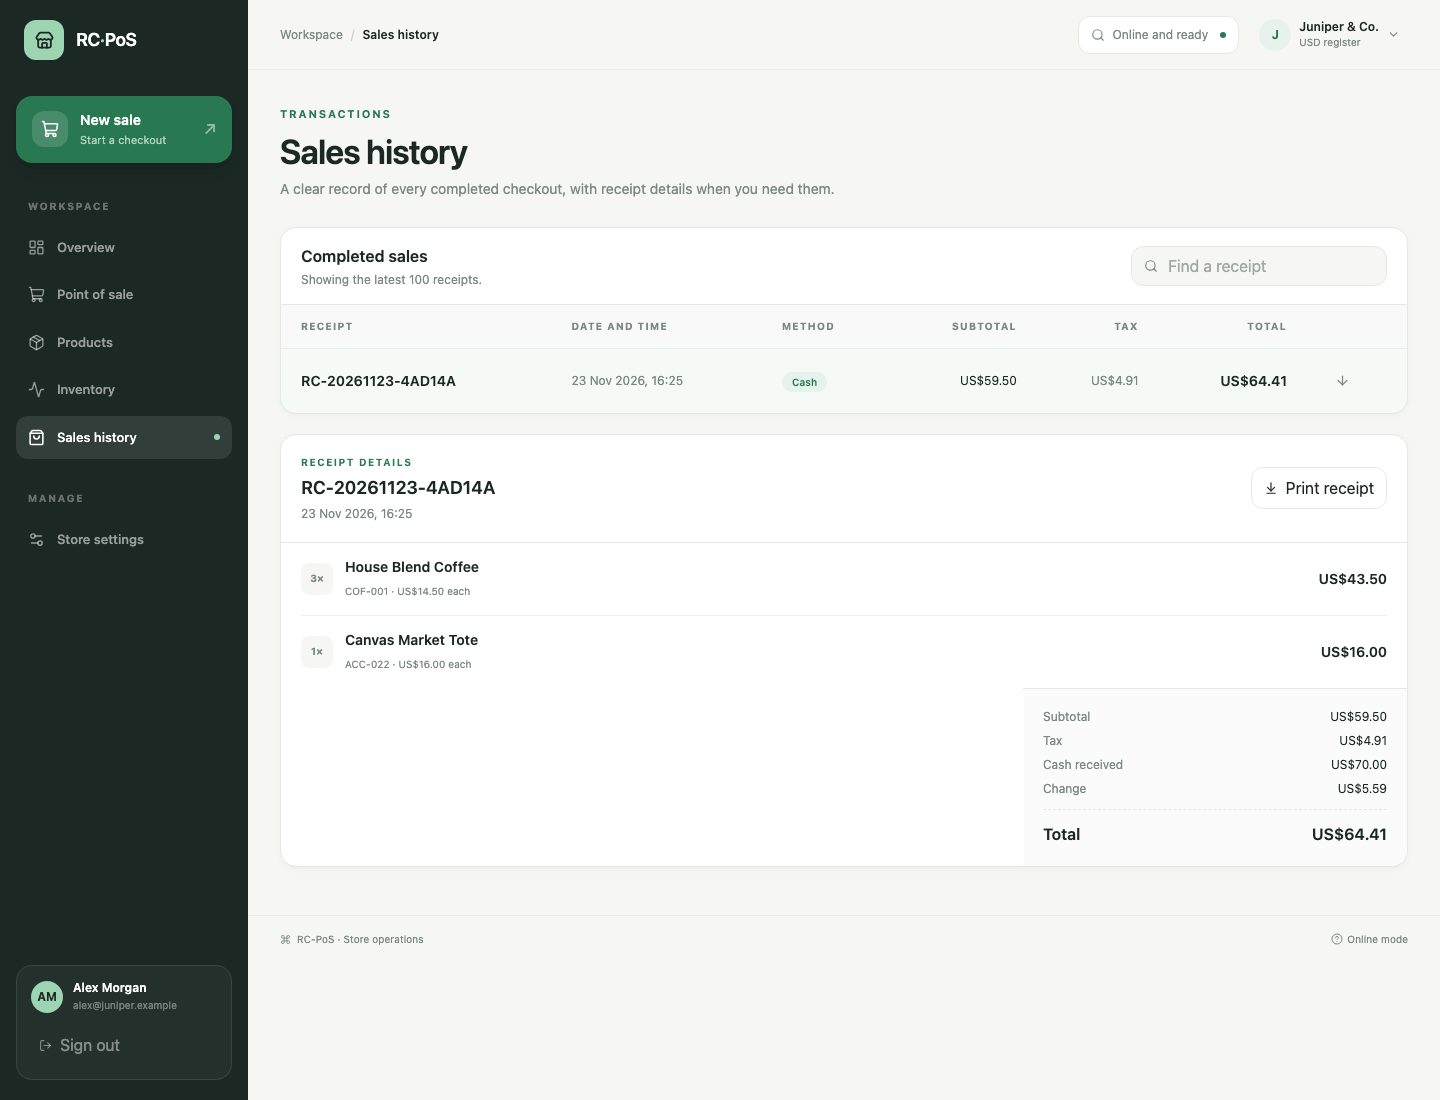 RC·PoS
New sale
Start a checkout
WORKSPACE
Overview
Point of sale
Products
Inventory
Sales history
MANAGE
Store settings
AM
Alex Morgan
alex@juniper.example
Sign out
Workspace / Sales history
Online and ready
J
Juniper & Co.
USD register
TRANSACTIONS
Sales history
A clear record of every completed checkout, with receipt details when you need them.
Completed sales
Showing the latest 100 receipts.
Find a receipt
RECEIPT DATE AND TIME METHOD SUBTOTAL TAX TOTAL
RC-20261123-4AD14A 23 Nov 2026, 16:25 Cash US$59.50 US$4.91 US$64.41
RECEIPT DETAILS
RC-20261123-4AD14A
23 Nov 2026, 16:25
Print receipt
3× House Blend Coffee US$43.50
COF-001 · US$14.50 each
1× Canvas Market Tote US$16.00
ACC-022 · US$16.00 each
Subtotal US$59.50
Tax US$4.91
Cash received US$70.00
Change US$5.59
Total US$64.41
⌘ RC-PoS · Store operations
Online mode